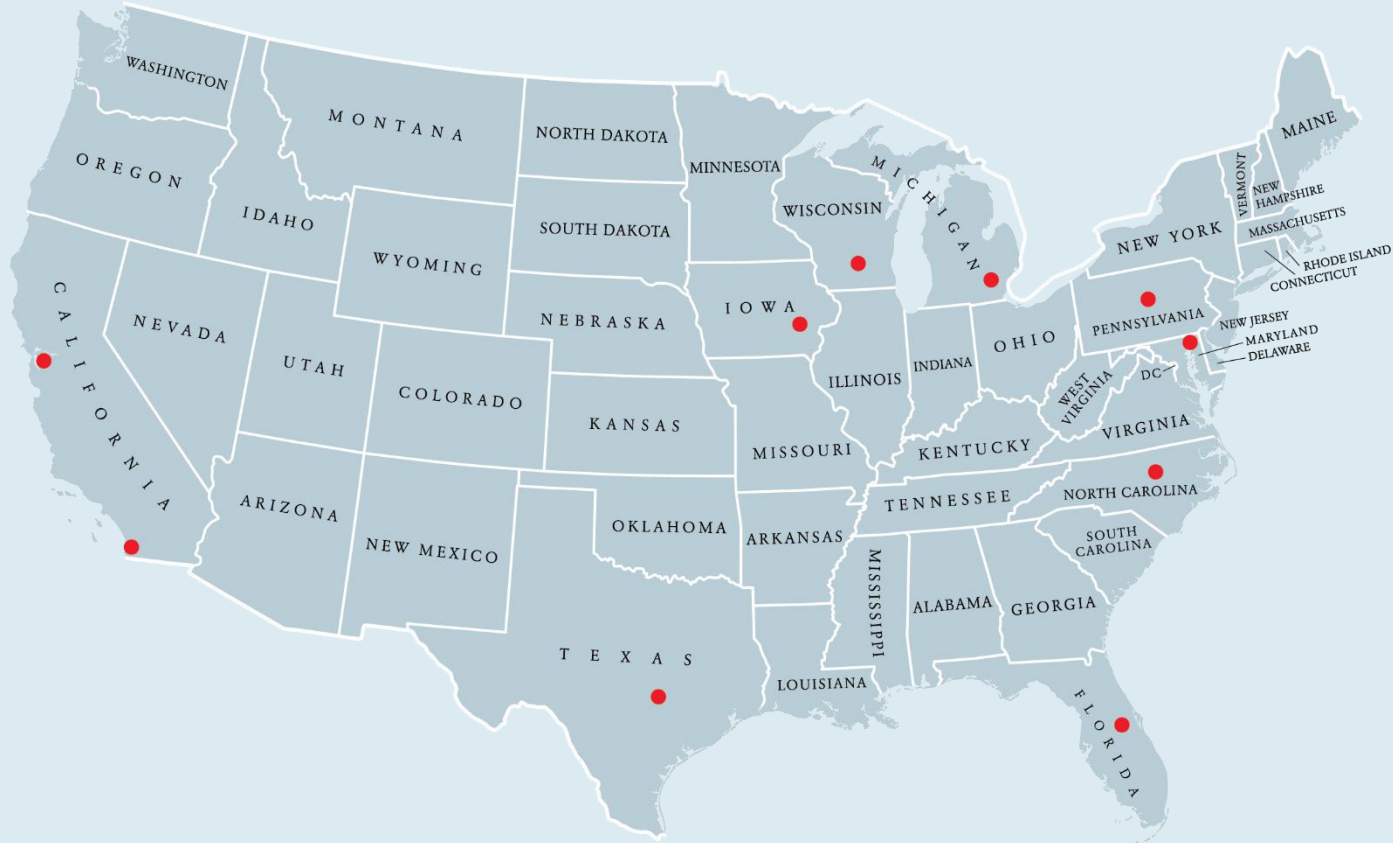 WASHINGTON
MONTANA
NORTH DAKOTA
MINNESOTA
MICHIGAN
MAINE
VERMONT
NEW
HAMPSHIRE
OREGON
IDAHO
SOUTH DAKOTA
WISCONSIN
MASSACHUSETTS
NEW YORK
RHODE ISLAND
CONNECTICUT
WYOMING
CALIFORNIA
NEVADA
NEBRASKA
IOWA
PENNSYLVANIA
NEW JERSEY
MARYLAND
DELAWARE
OHIO
UTAH
COLORADO
ILLINOIS
INDIANA
DC
WEST
VIRGINIA
KANSAS
MISSOURI
KENTUCKY
VIRGINIA
ARIZONA
NEW MEXICO
OKLAHOMA
ARKANSAS
TENNESSEE
NORTH CAROLINA
SOUTH
CAROLINA
MISSISSIPPI
ALABAMA
GEORGIA
TEXAS
LOUISIANA
FLORIDA